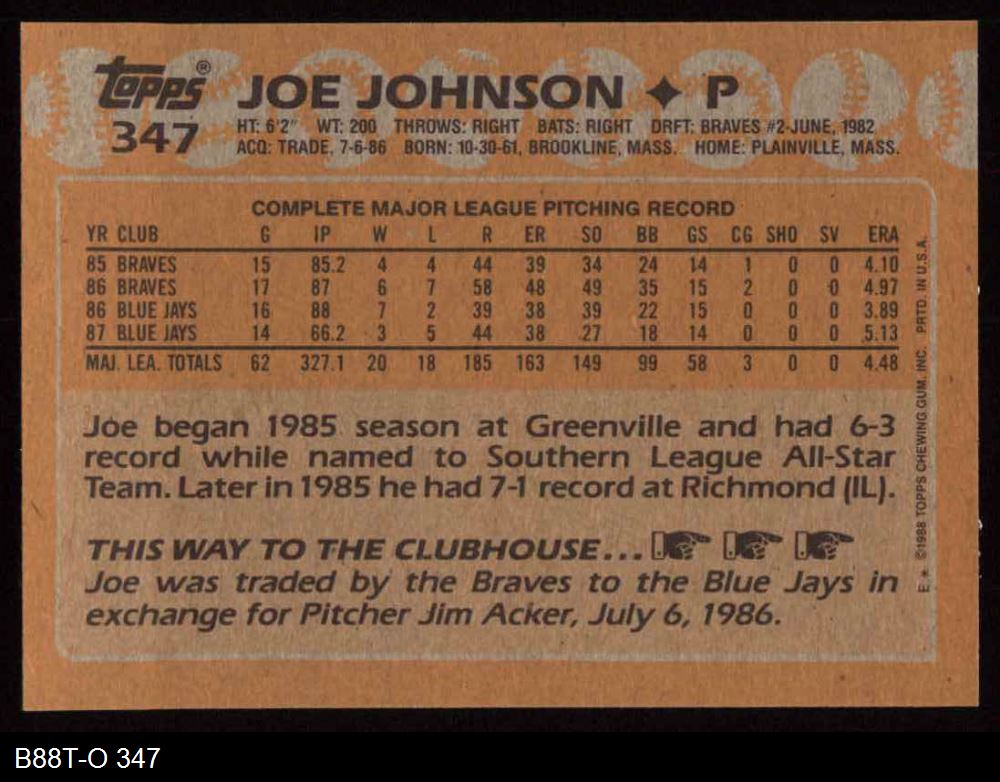 topps® JOE JOHNSON ✦ P
347 HT: 6'2" WT: 200 THROWS: RIGHT BATS: RIGHT DRFT: BRAVES #2-JUNE, 1982
ACQ: TRADE, 7-6-86 BORN: 10-30-61, BROOKLINE, MASS. HOME: PLAINVILLE, MASS.
COMPLETE MAJOR LEAGUE PITCHING RECORD
YR CLUB G IP W L R ER SO BB GS CG SHO SV ERA
85 BRAVES 15 85.2 4 4 44 39 34 24 14 1 0 0 4.10
86 BRAVES 17 87 6 7 58 48 49 35 15 2 0 0 4.97
86 BLUE JAYS 16 88 7 2 39 38 39 22 15 0 0 0 3.89
87 BLUE JAYS 14 66.2 3 5 44 38 27 18 14 0 0 0 5.13
MAJ. LEA. TOTALS 62 327.1 20 18 185 163 149 99 58 3 0 0 4.48
Joe began 1985 season at Greenville and had 6-3
record while named to Southern League All-Star
Team. Later in 1985 he had 7-1 record at Richmond (IL).
THIS WAY TO THE CLUBHOUSE...
Joe was traded by the Braves to the Blue Jays in
exchange for Pitcher Jim Acker, July 6, 1986.
E★ ©1988 TOPPS CHEWING GUM, INC. PRTD. IN U.S.A.
B88T-O 347